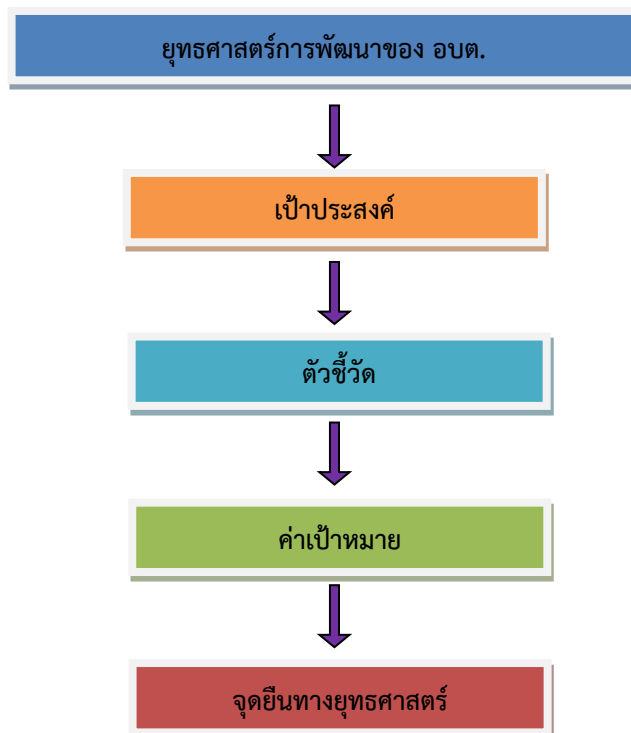 ยุทธศาสตร์การพัฒนาของ อบต.
เป้าประสงค์
ตัวชี้วัด
ค่าเป้าหมาย
จุดยืนทางยุทธศาสตร์